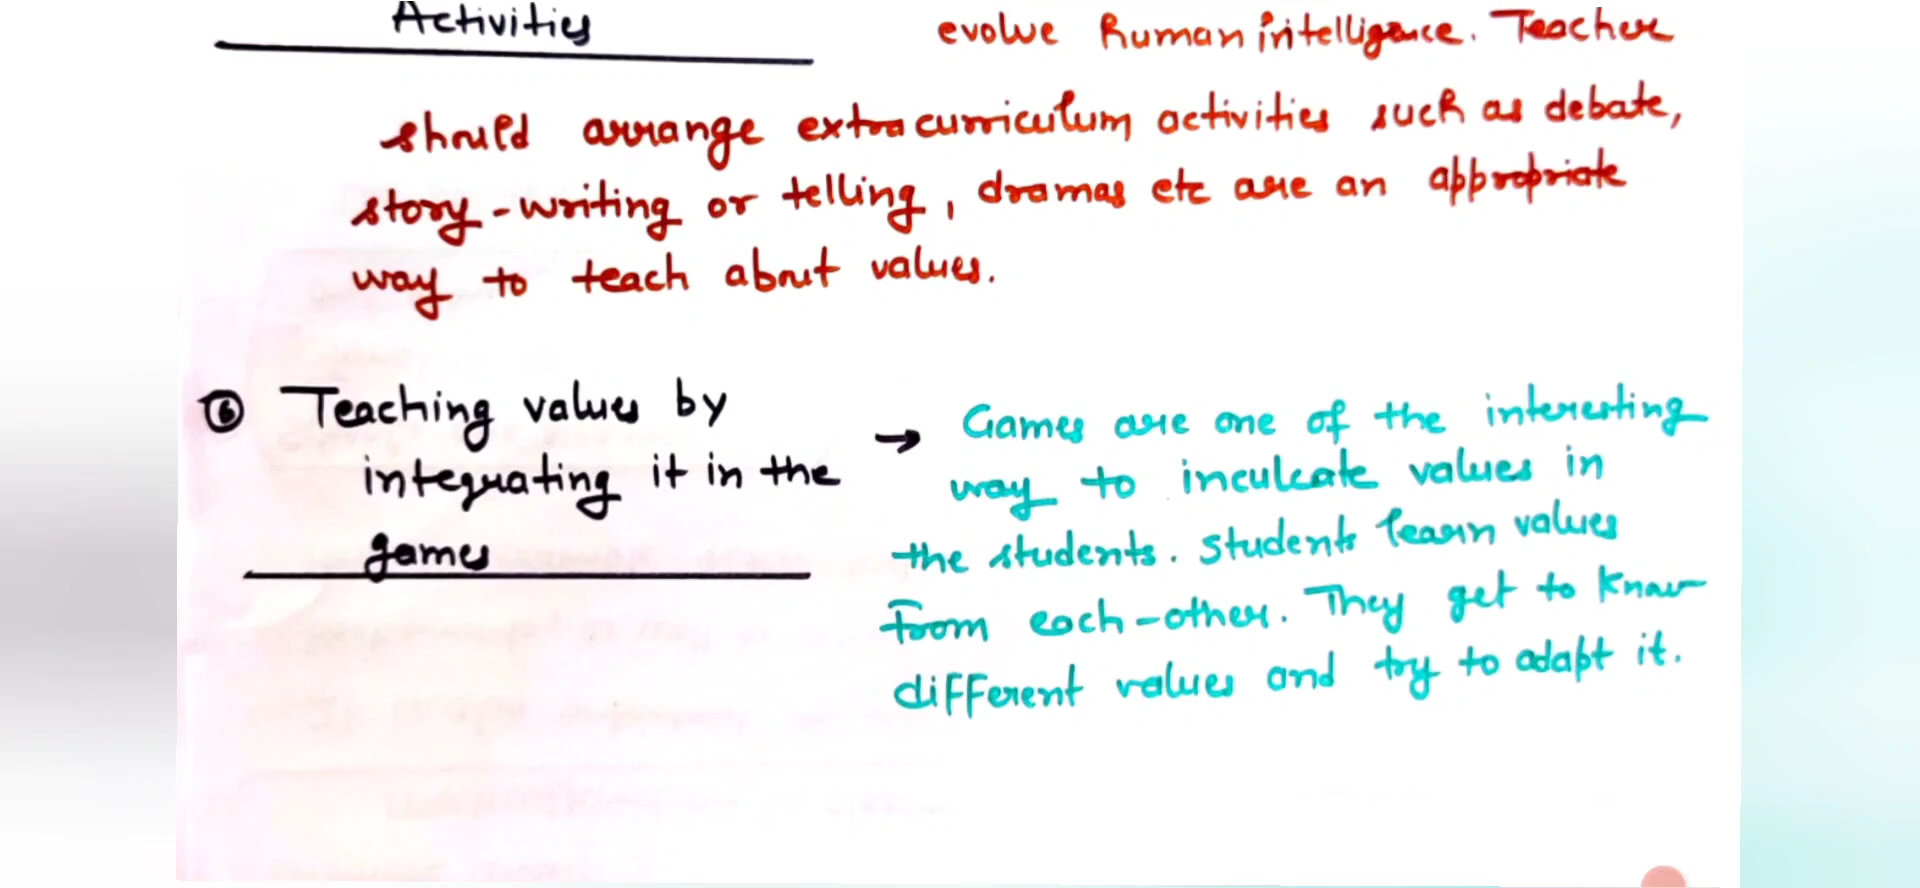 Activities
evolve human intelligence. Teacher
should arrange extracurriculum activities such as debate,
story-writing or telling, dramas etc are an appropriate
way to teach about values.
⑥ Teaching values by
integrating it in the
games
→ Games are one of the interesting
way to inculcate values in
the students. Students learn values
From each-other. They get to know
different values and try to adapt it.